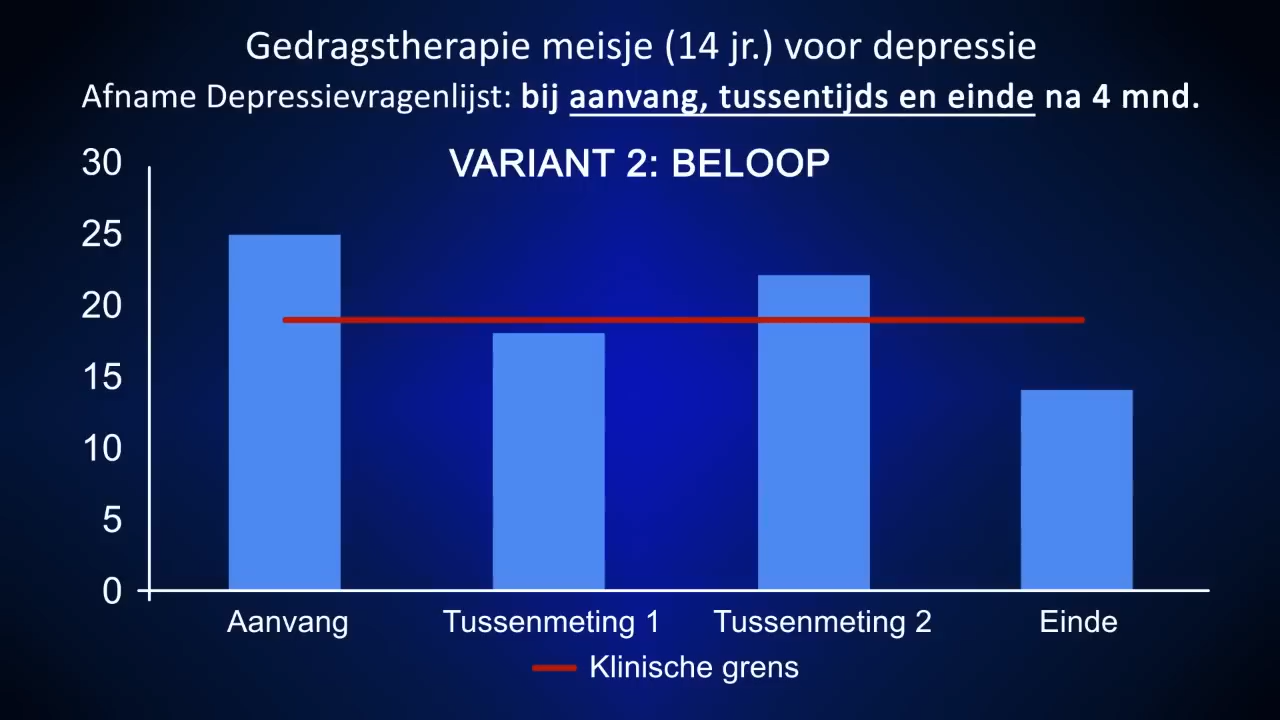 Gedragstherapie meisje (14 jr.) voor depressie
Afname Depressievragenlijst: bij aanvang, tussentijds en einde na 4 mnd.
VARIANT 2: BELOOP
30
25
20
15
10
5
0
Aanvang Tussenmeting 1 Tussenmeting 2 Einde
Klinische grens